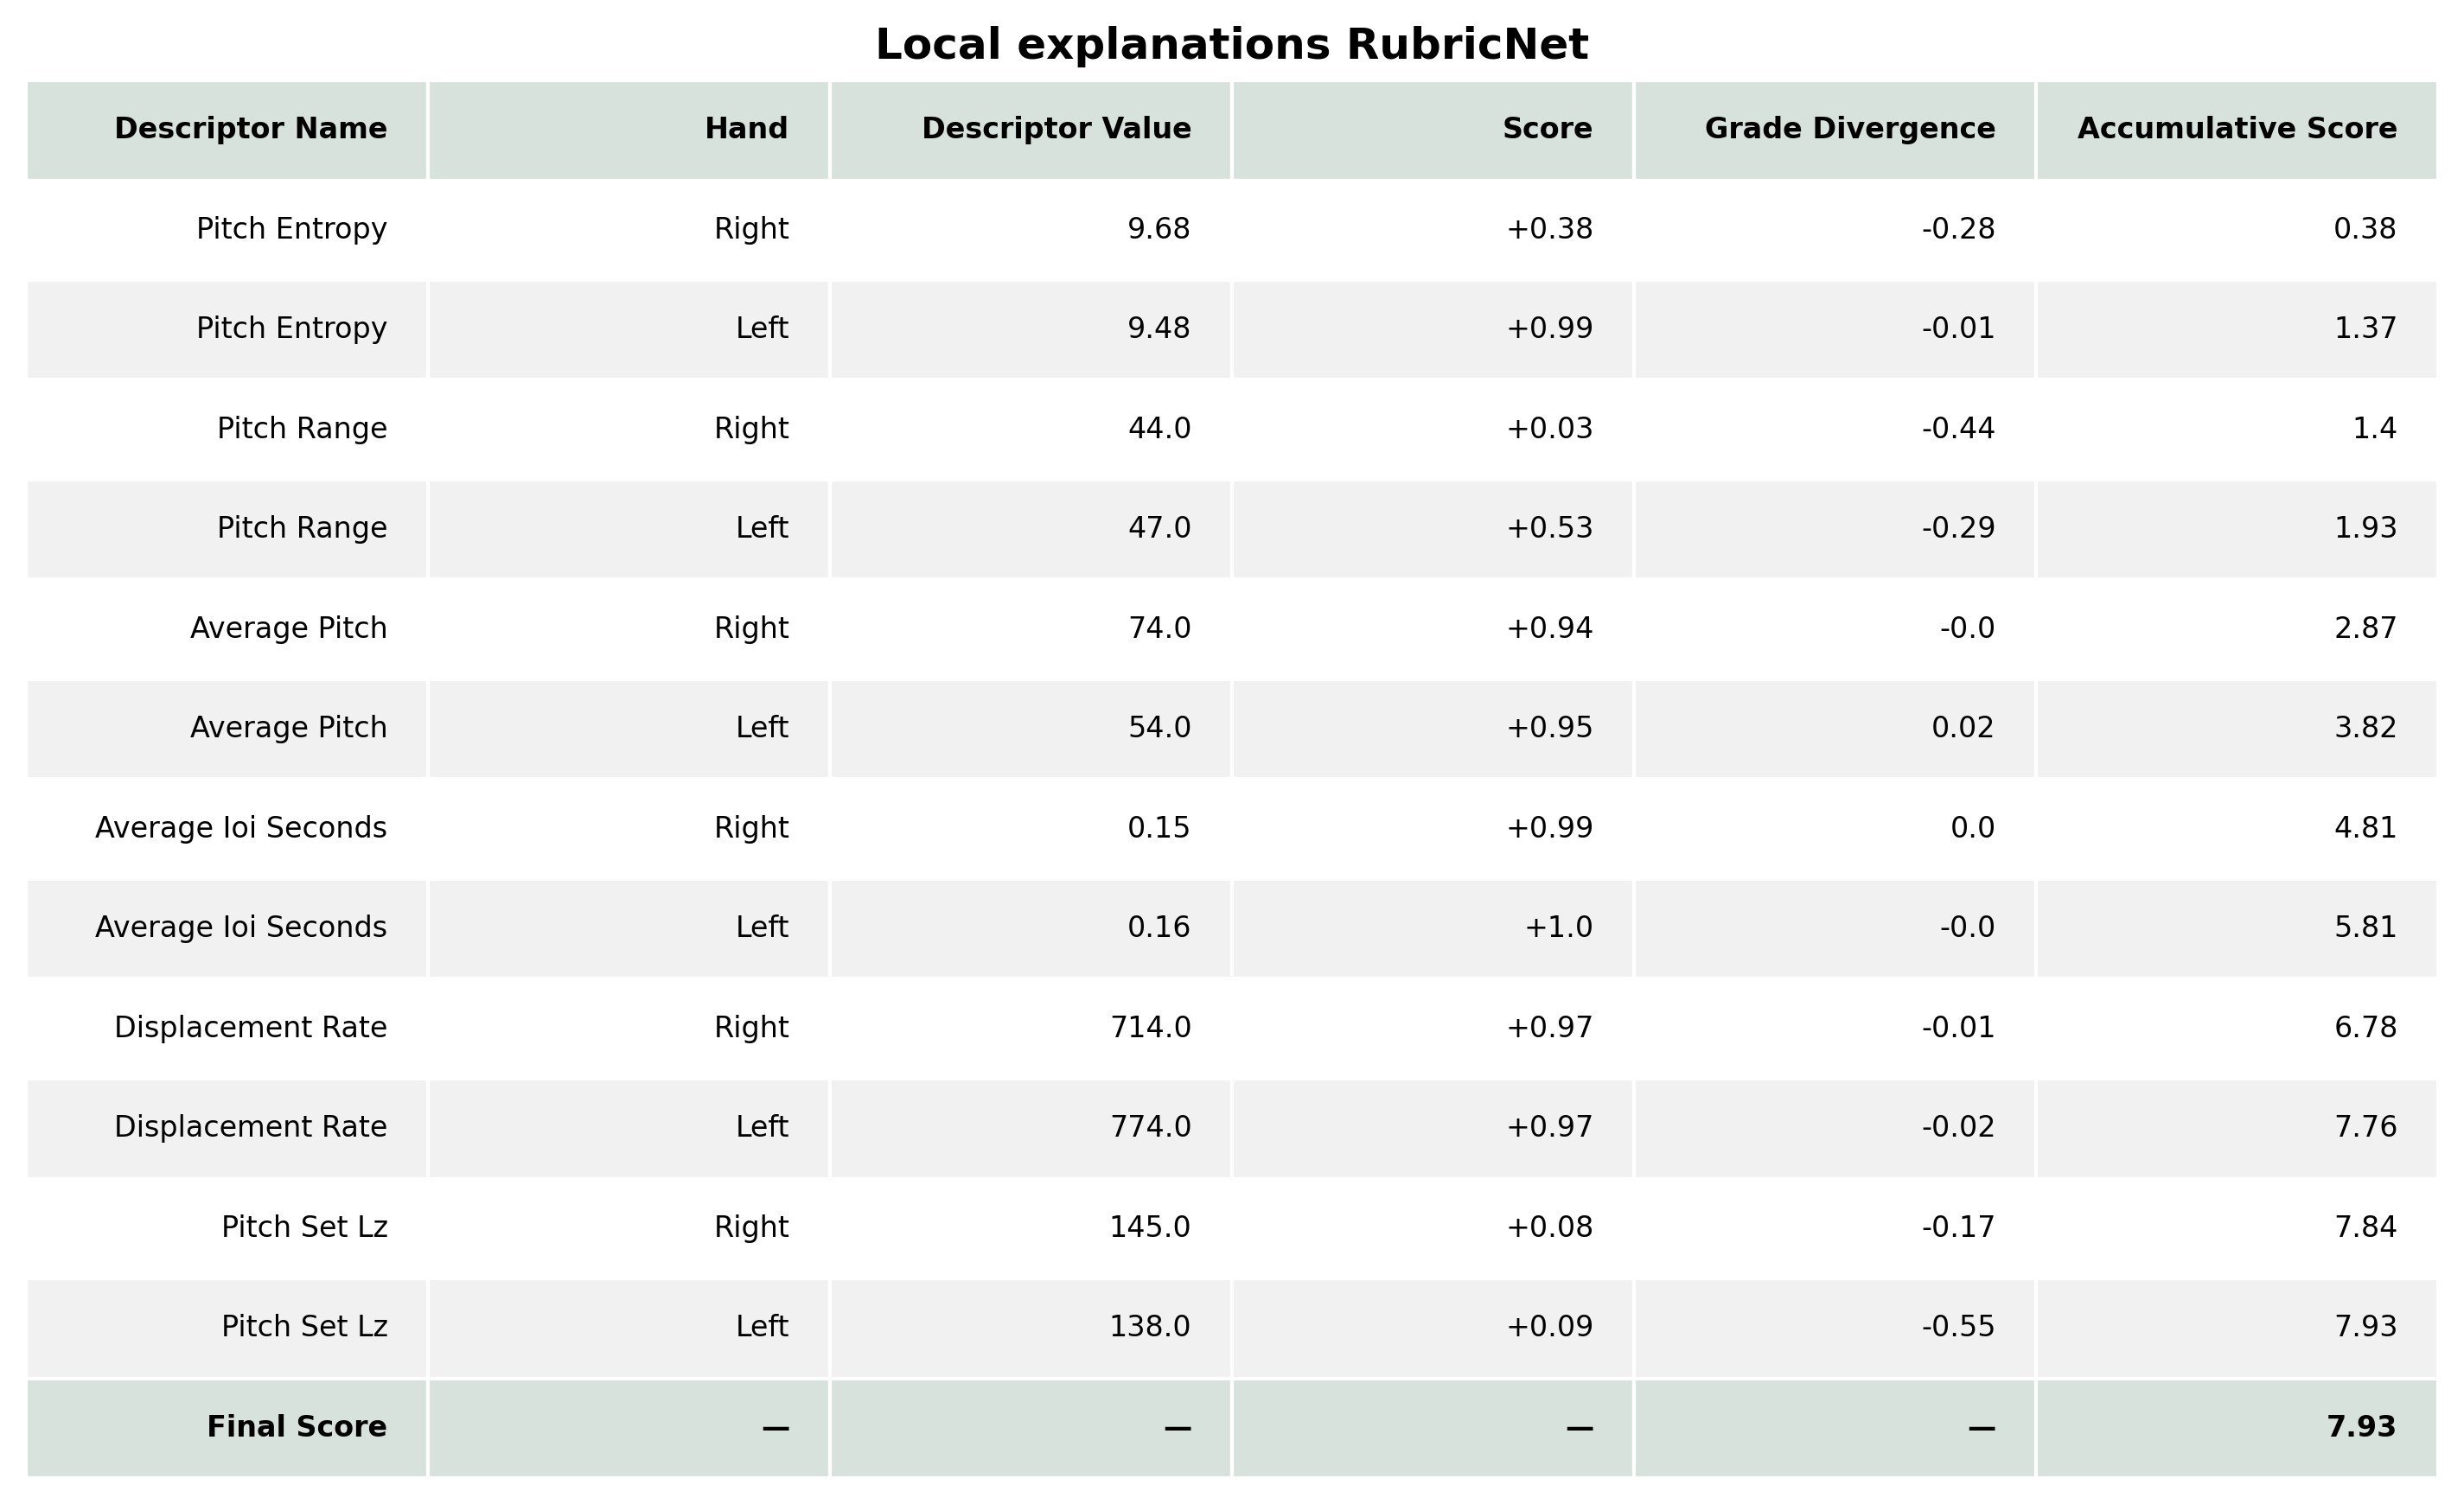 Local explanations RubricNet
Descriptor Name Hand Descriptor Value Score Grade Divergence Accumulative Score
Pitch Entropy Right 9.68 +0.38 -0.28 0.38
Pitch Entropy Left 9.48 +0.99 -0.01 1.37
Pitch Range Right 44.0 +0.03 -0.44 1.4
Pitch Range Left 47.0 +0.53 -0.29 1.93
Average Pitch Right 74.0 +0.94 -0.0 2.87
Average Pitch Left 54.0 +0.95 0.02 3.82
Average Ioi Seconds Right 0.15 +0.99 0.0 4.81
Average Ioi Seconds Left 0.16 +1.0 -0.0 5.81
Displacement Rate Right 714.0 +0.97 -0.01 6.78
Displacement Rate Left 774.0 +0.97 -0.02 7.76
Pitch Set Lz Right 145.0 +0.08 -0.17 7.84
Pitch Set Lz Left 138.0 +0.09 -0.55 7.93
Final Score — — — — 7.93